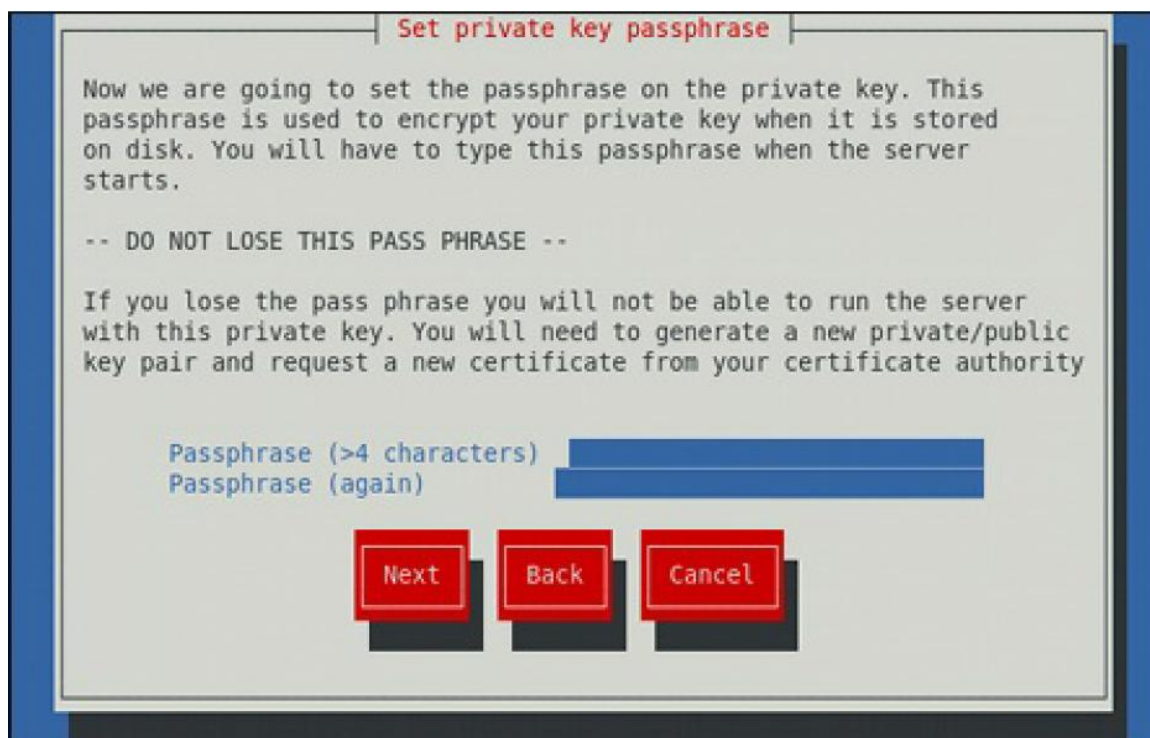 Set private key passphrase
Now we are going to set the passphrase on the private key. This
passphrase is used to encrypt your private key when it is stored
on disk. You will have to type this passphrase when the server
starts.
-- DO NOT LOSE THIS PASS PHRASE --
If you lose the pass phrase you will not be able to run the server
with this private key. You will need to generate a new private/public
key pair and request a new certificate from your certificate authority
Passphrase (>4 characters)
Passphrase (again)
Next Back Cancel